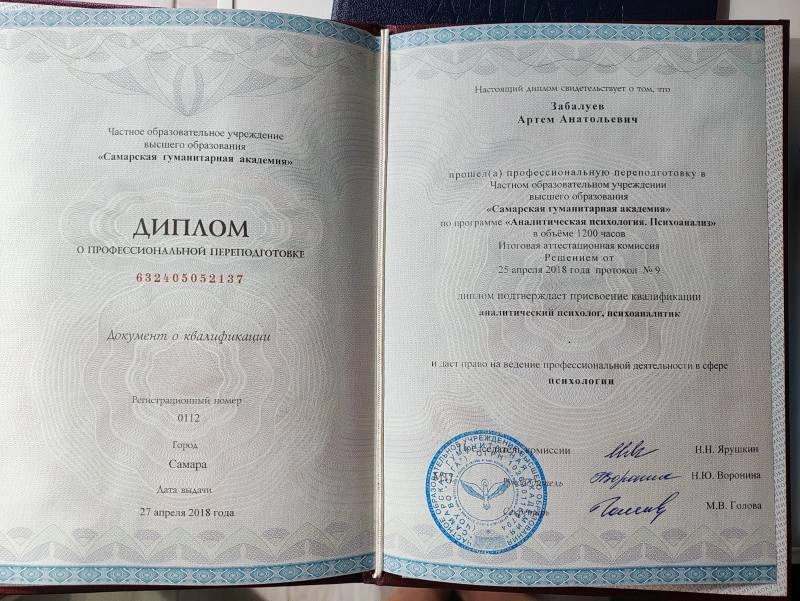 Частное образовательное учреждение
высшего образования
«Самарская гуманитарная академия»
ДИПЛОМ
О ПРОФЕССИОНАЛЬНОЙ ПЕРЕПОДГОТОВКЕ
632405052137
Документ о квалификации
Регистрационный номер
0112
Город
Самара
Дата выдачи
27 апреля 2018 года
Настоящий диплом свидетельствует о том, что
Забалуев
Артем Анатольевич
прошел(а) профессиональную переподготовку в
Частном образовательном учреждении
высшего образования
«Самарская гуманитарная академия»
по программе «Аналитическая психология. Психоанализ»
в объёме 1200 часов
Итоговая аттестационная комиссия
Решением от
25 апреля 2018 года протокол № 9
диплом подтверждает присвоение квалификации
аналитический психолог, психоаналитик
и дает право на ведение профессиональной деятельности в сфере
психологии
Председатель комиссии Н.Н. Ярушкин
М.П. Руководитель Н.Ю. Воронина
Секретарь М.В. Голова